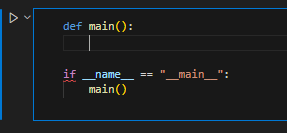 def main():
if __name__ == "__main__":
    main()